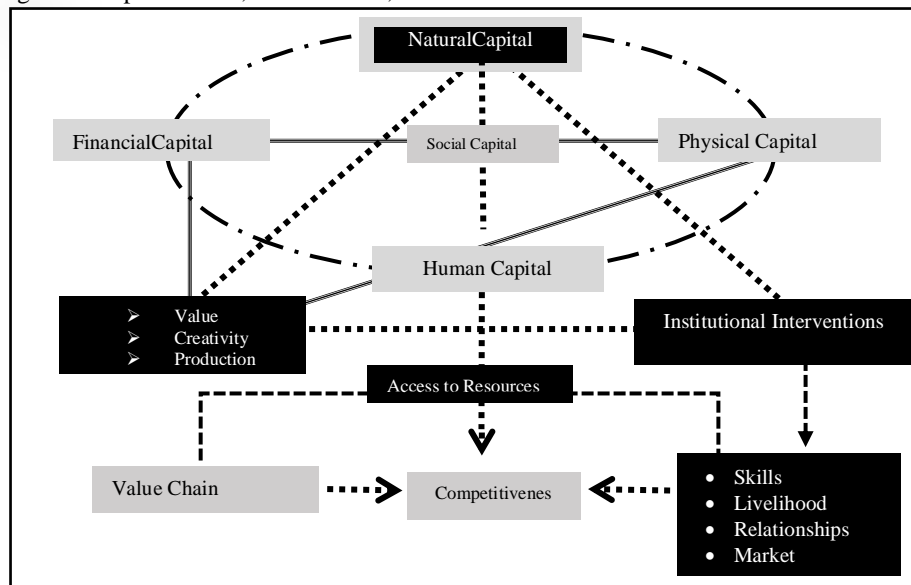 NaturalCapital
FinancialCapital
Social Capital
Physical Capital
Human Capital
➢ Value
➢ Creativity
➢ Production
Institutional Interventions
Access to Resources
Value Chain
Competitivenes
• Skills
• Livelihood
• Relationships
• Market